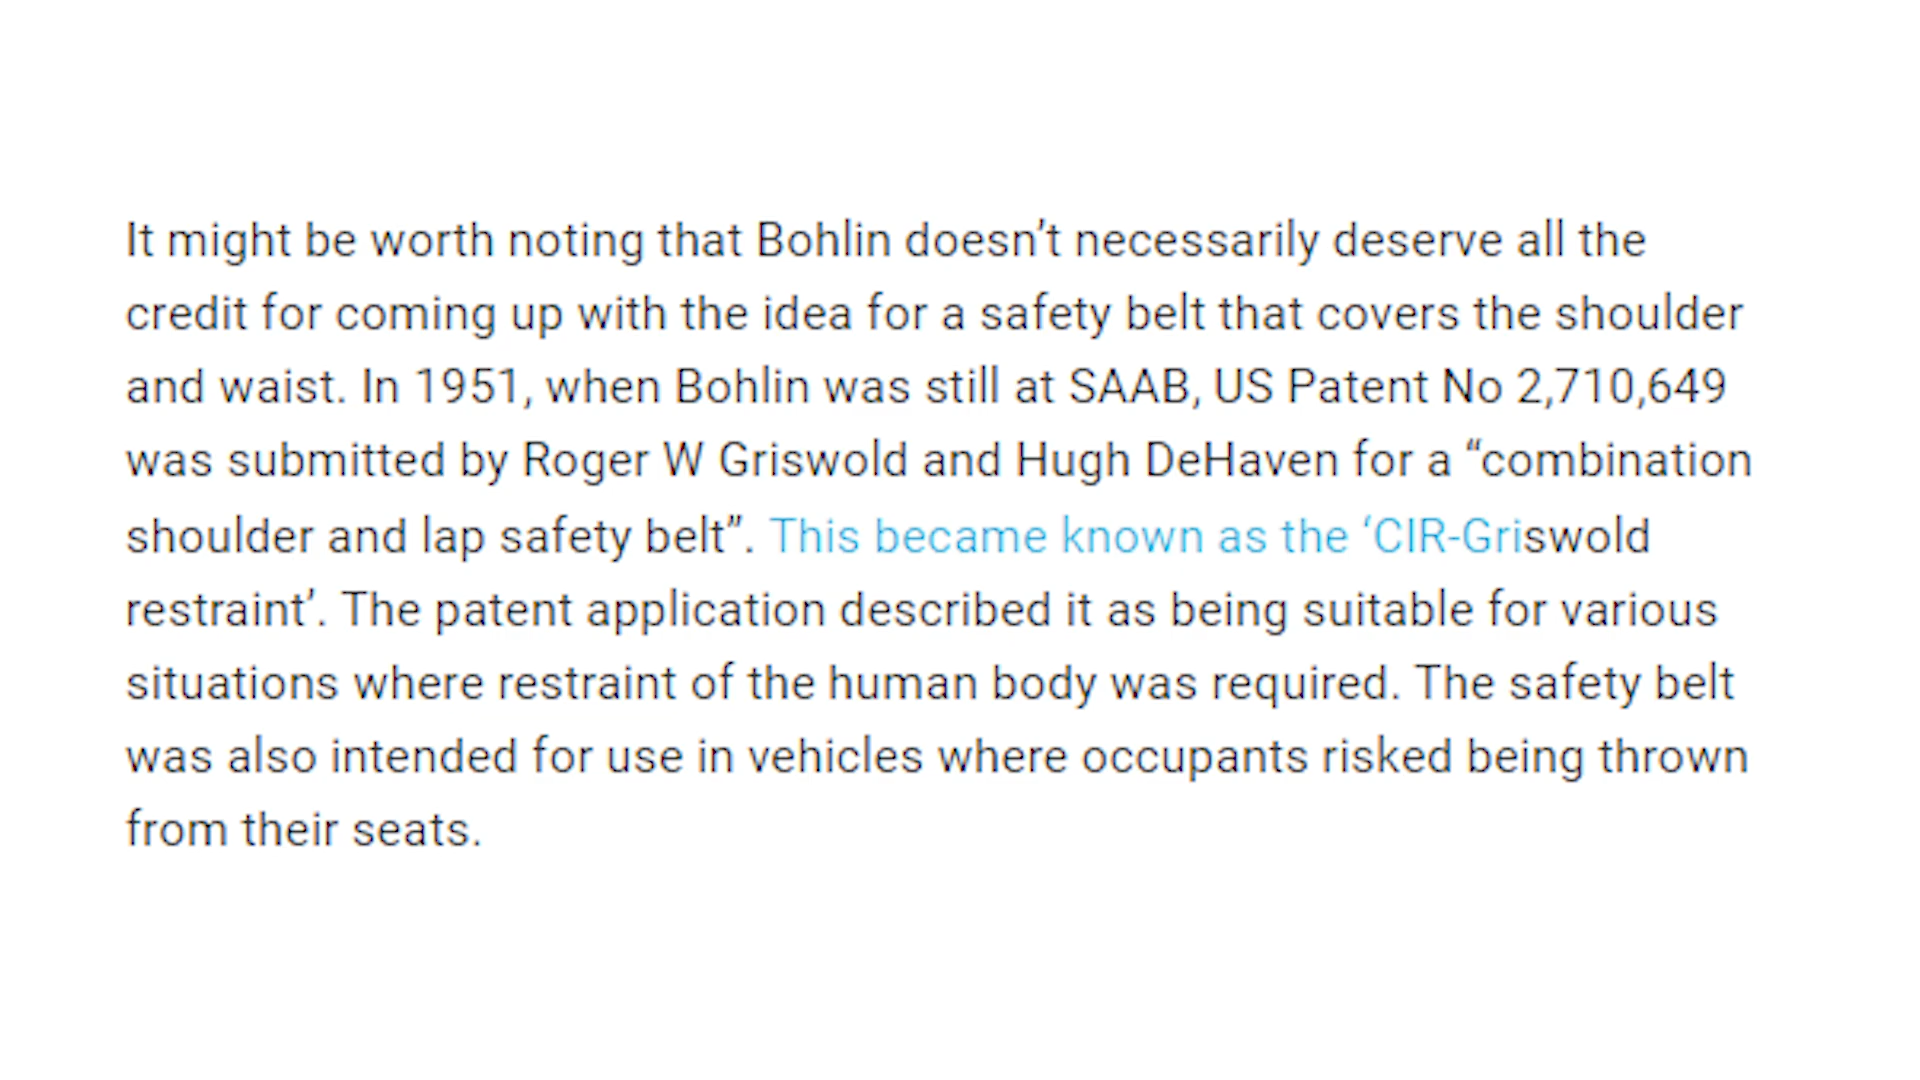 It might be worth noting that Bohlin doesn’t necessarily deserve all the
credit for coming up with the idea for a safety belt that covers the shoulder
and waist. In 1951, when Bohlin was still at SAAB, US Patent No 2,710,649
was submitted by Roger W Griswold and Hugh DeHaven for a “combination
shoulder and lap safety belt”. This became known as the ‘CIR-Griswold
restraint’. The patent application described it as being suitable for various
situations where restraint of the human body was required. The safety belt
was also intended for use in vehicles where occupants risked being thrown
from their seats.